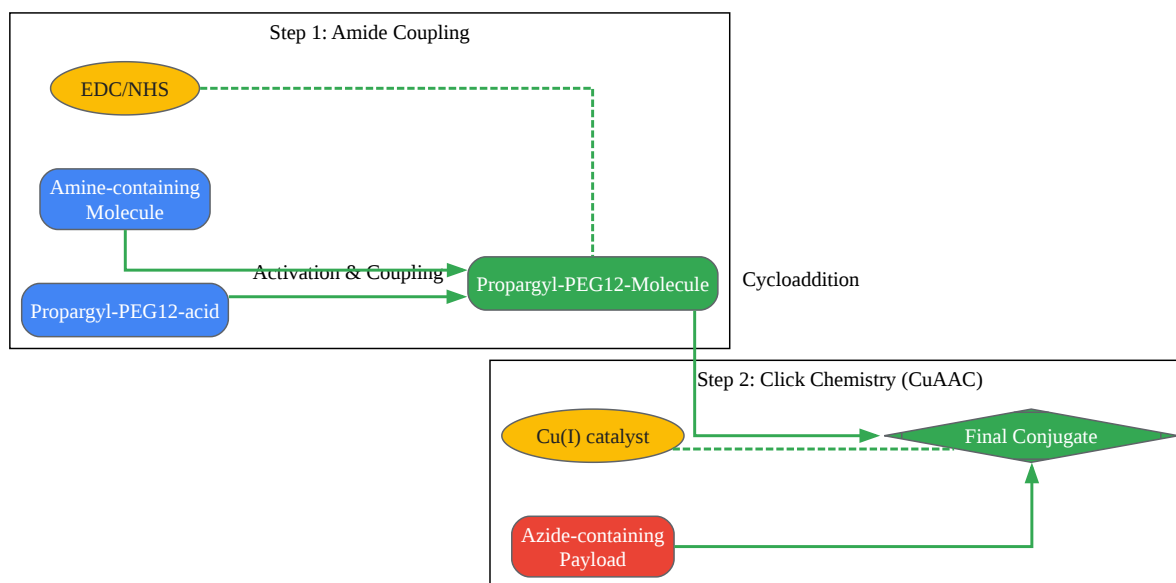 Step 1: Amide Coupling
EDC/NHS
Amine-containing
Molecule
Activation & Coupling
Propargyl-PEG12-acid
Propargyl-PEG12-Molecule
Cycloaddition
Step 2: Click Chemistry (CuAAC)
Cu(I) catalyst
Final Conjugate
Azide-containing
Payload